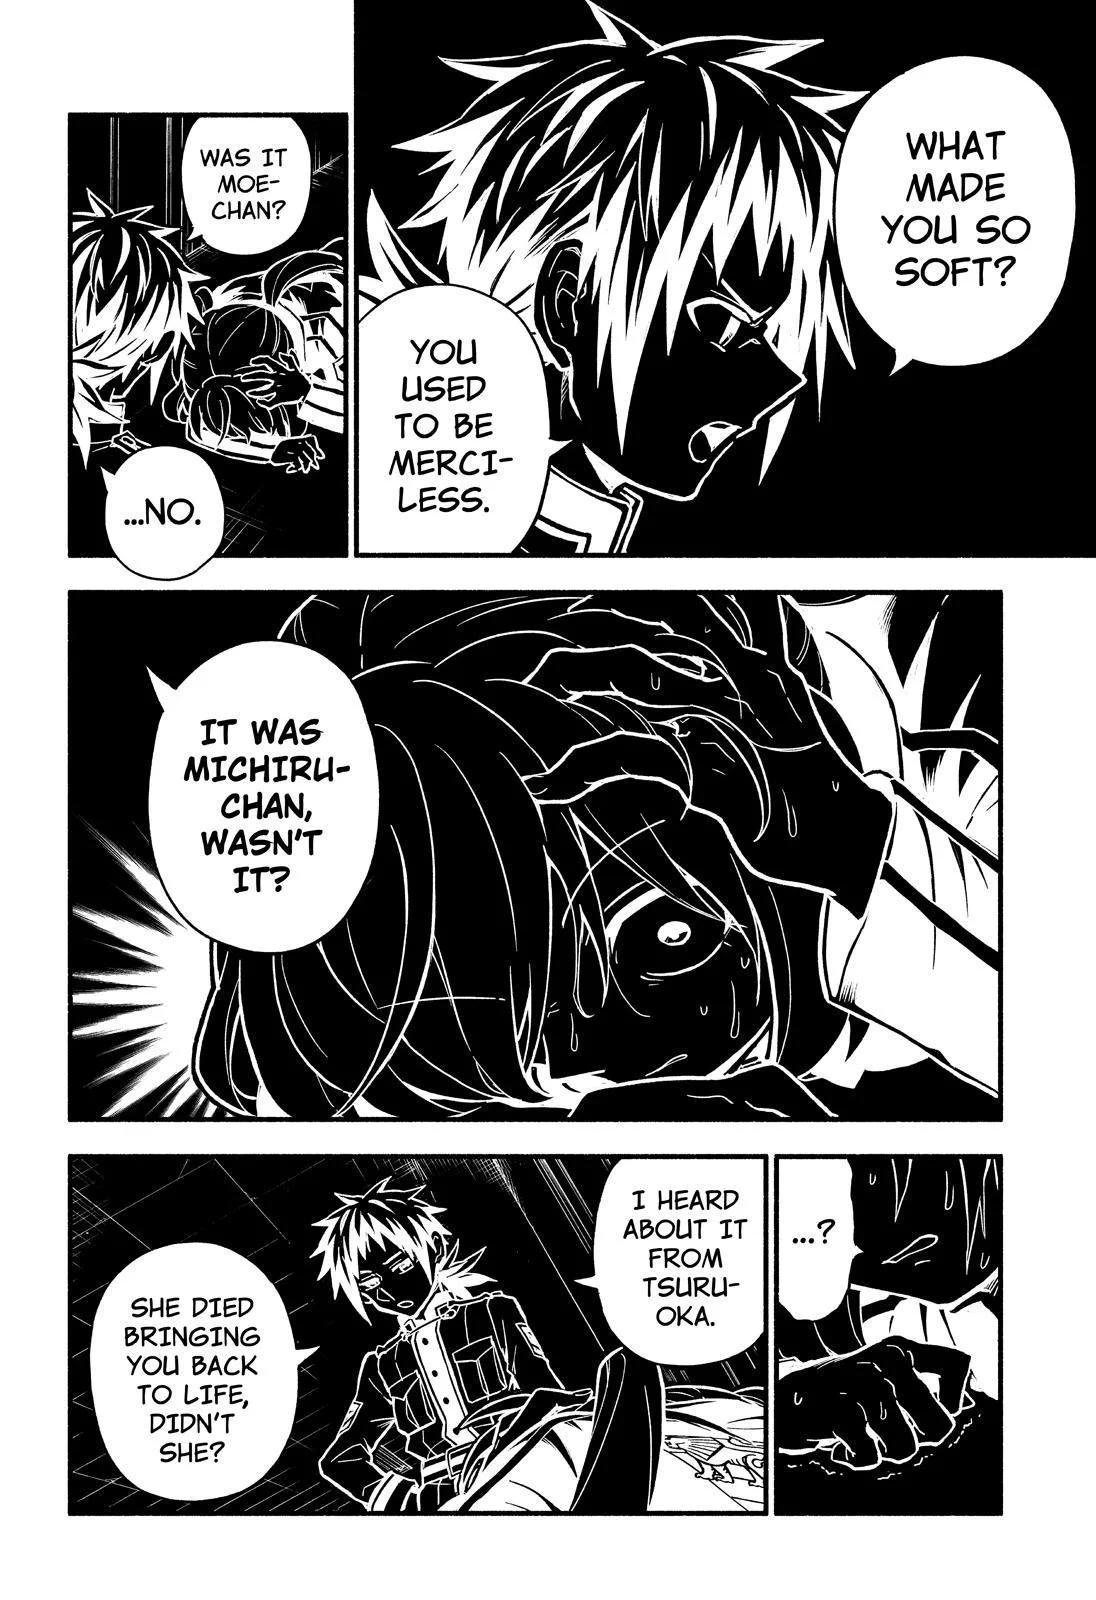 WHAT
MADE
YOU SO
SOFT?
YOU
USED
TO BE
MERCI-
LESS.
WAS IT
MOE-
CHAN?
...NO.
IT WAS
MICHIRU-
CHAN,
WASN'T
IT?
...?
I HEARD
ABOUT IT
FROM
TSURU-
OKA.
SHE DIED
BRINGING
YOU BACK
TO LIFE,
DIDN'T
SHE?